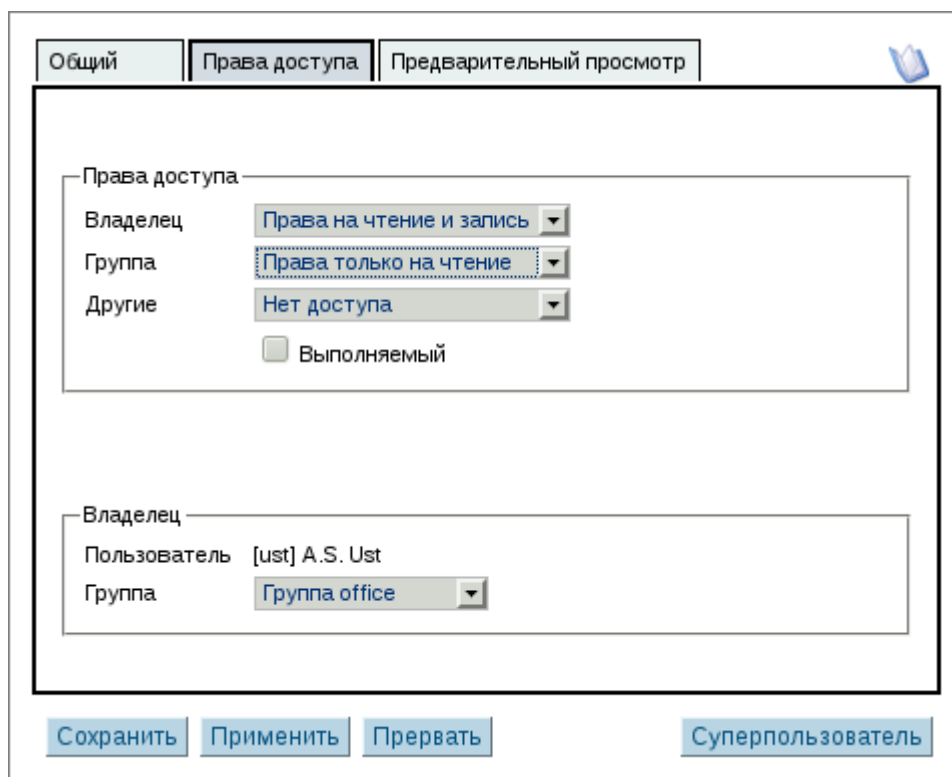 Общий Права доступа Предварительный просмотр
Права доступа
Владелец Права на чтение и запись
Группа Права только на чтение
Другие Нет доступа
Выполняемый
Владелец
Пользователь [ust] A.S. Ust
Группа Группа office
Сохранить Применить Прервать Суперпользователь